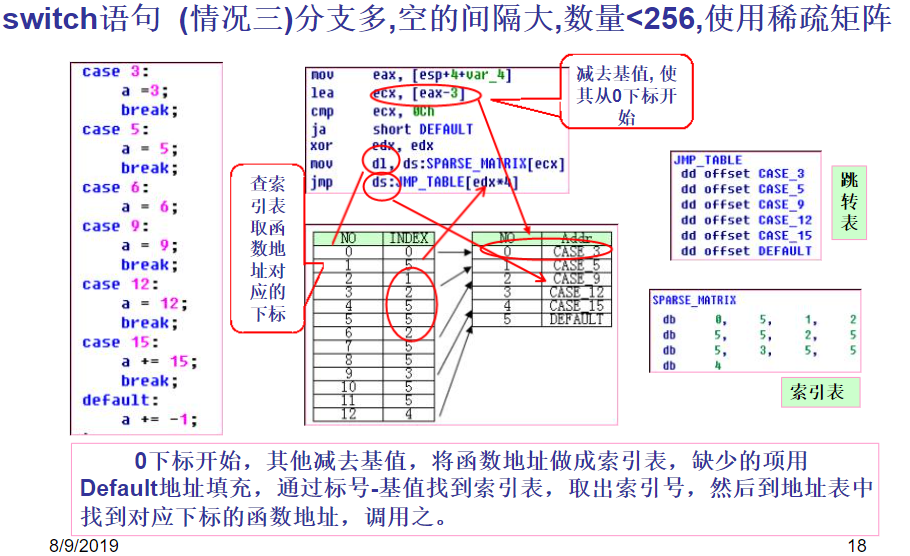 switch语句 (情况三)分支多,空的间隔大,数量<256,使用稀疏矩阵
case 3:
a =3;
break;
case 5:
a = 5;
break;
case 6:
a = 6;
case 9:
a = 9;
break;
case 12:
a = 12;
break;
case 15:
a += 15;
break;
default:
a += -1;
mov eax, [esp+4+var_4]
lea ecx, [eax-3]
cmp ecx, 0Ch
ja short DEFAULT
xor edx, edx
mov dl, ds:SPARSE_MATRIX[ecx]
jmp ds:JMP_TABLE[edx*4]
减去基值, 使
其从0下标开
始
查索
引表
取函
数地
址对
应的
下标
NO INDEX
0 0
1 5
2 1
3 2
4 5
5 5
6 2
7 5
8 5
9 3
10 5
11 5
12 4
NO Addr
0 CASE_3
1 CASE_5
2 CASE_9
3 CASE_12
4 CASE_15
5 DEFAULT
JMP_TABLE
dd offset CASE_3
dd offset CASE_5
dd offset CASE_9
dd offset CASE_12
dd offset CASE_15
dd offset DEFAULT
跳
转
表
SPARSE_MATRIX
db 0, 5, 1, 2
db 5, 5, 2, 5
db 5, 3, 5, 5
db 4
索引表
0下标开始，其他减去基值，将函数地址做成索引表，缺少的项用
Default地址填充，通过标号-基值找到索引表，取出索引号，然后到地址表中
找到对应下标的函数地址，调用之。
8/9/2019
18